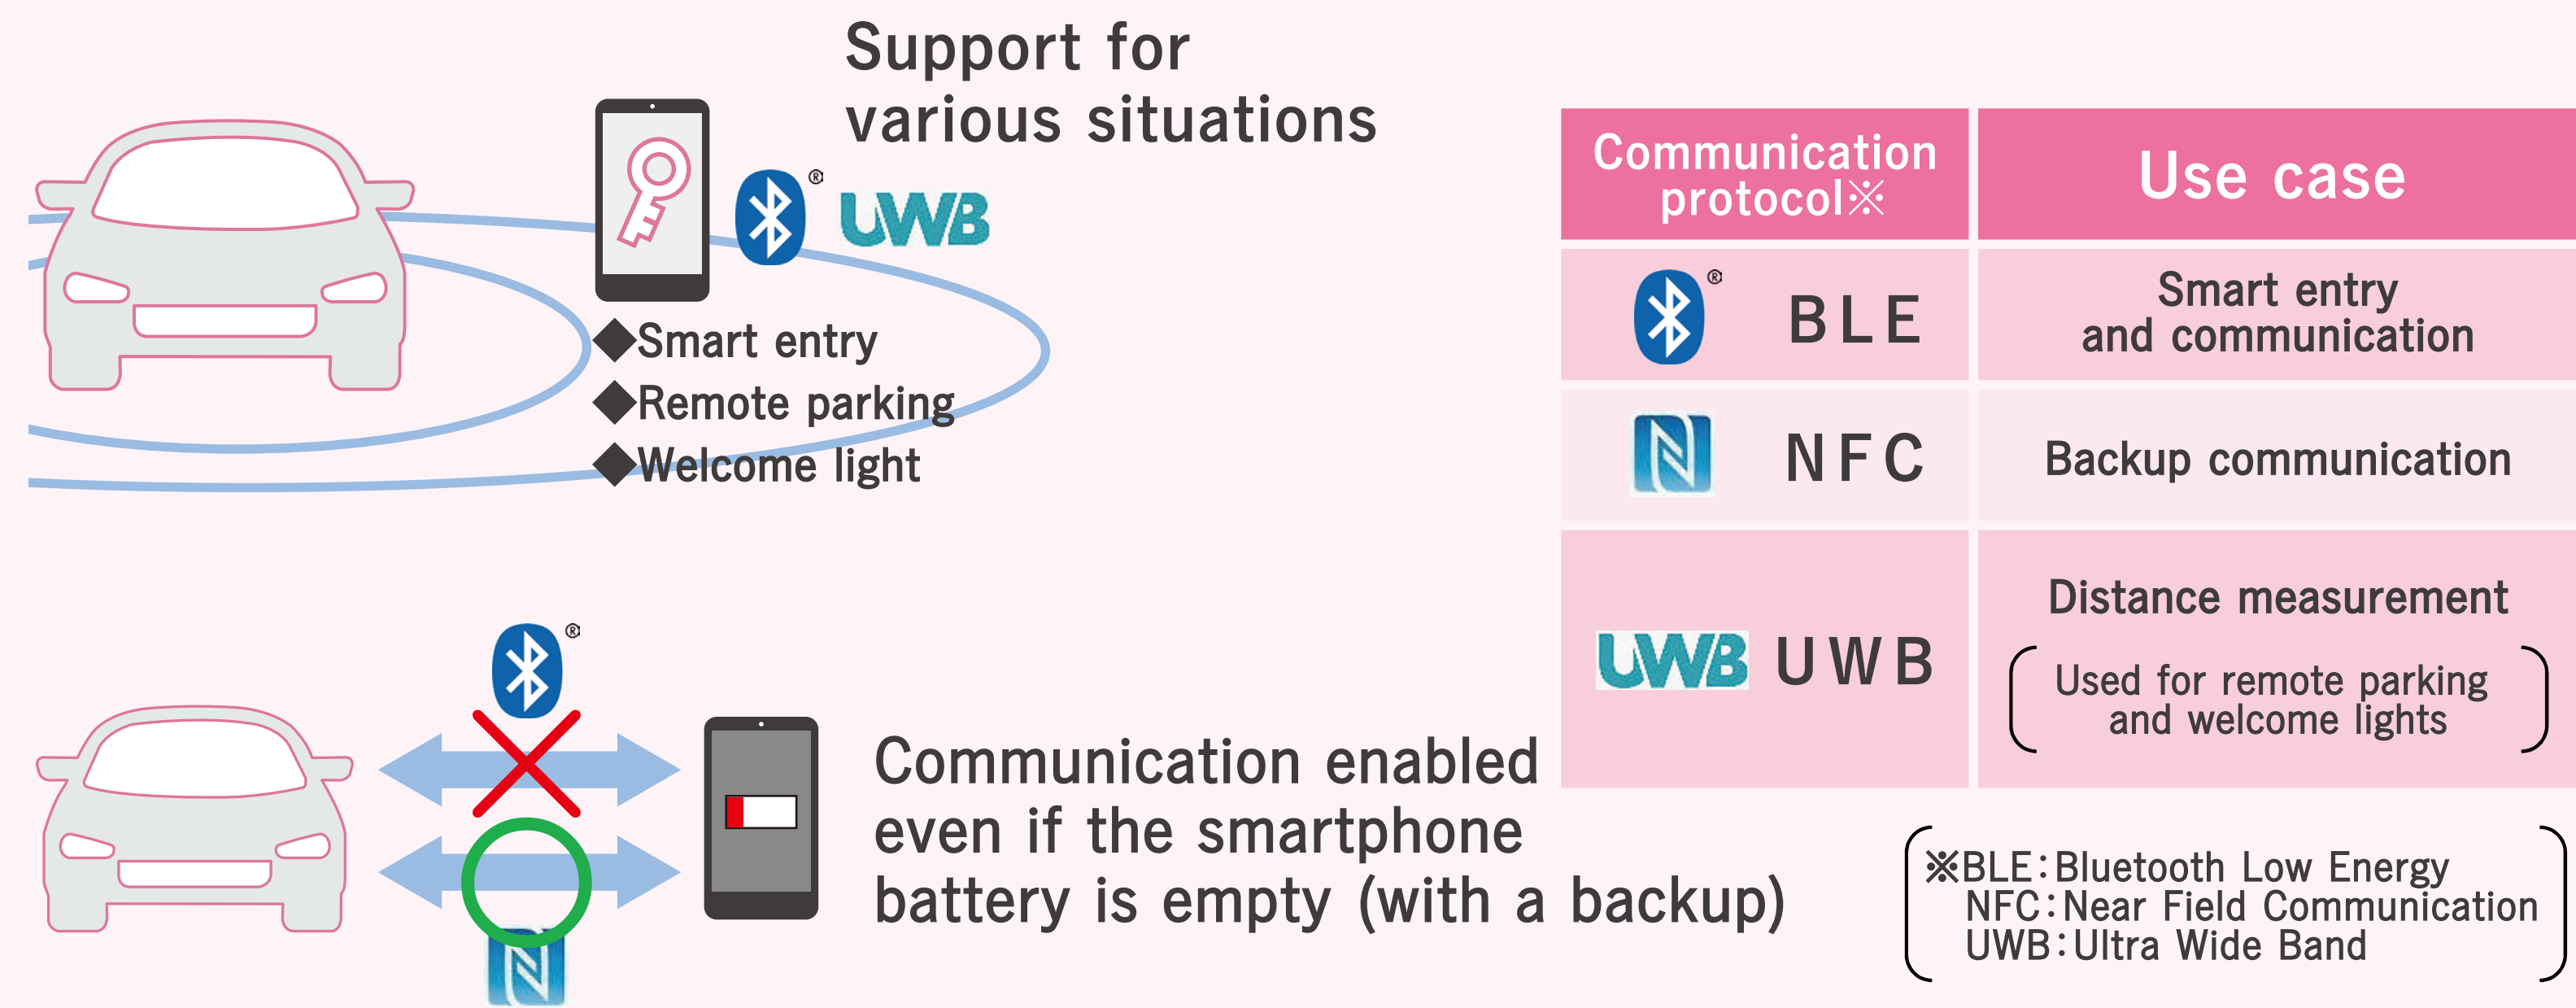 Support for
various situations
® UWB
◆Smart entry
◆Remote parking
◆Welcome light
®
Communication enabled
even if the smartphone
battery is empty (with a backup)
Communication
protocol※
Use case
® BLE
Smart entry
and communication
N NFC
Backup communication
UWB UWB
Distance measurement
Used for remote parking
and welcome lights
※BLE:Bluetooth Low Energy
NFC:Near Field Communication
UWB:Ultra Wide Band